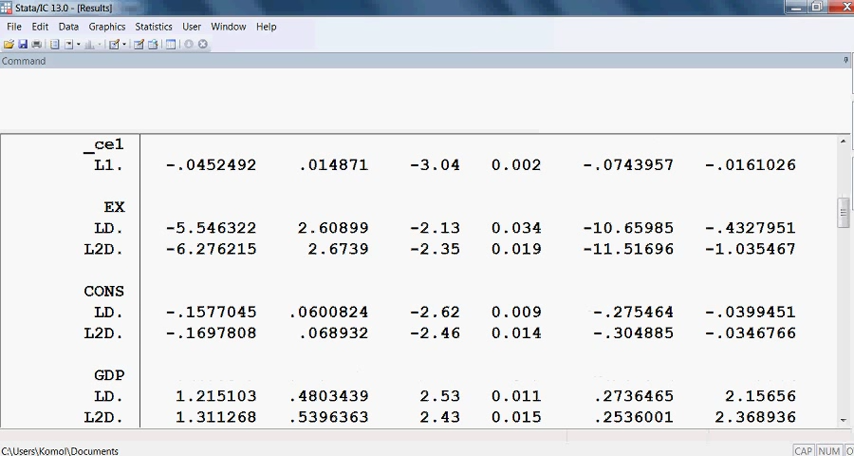 Stata/IC 13.0 - [Results]
File Edit Data Graphics Statistics User Window Help
Command
_ce1
L1. -.0452492 .014871 -3.04 0.002 -.0743957 -.0161026
EX
LD. -5.546322 2.60899 -2.13 0.034 -10.65985 -.4327951
L2D. -6.276215 2.6739 -2.35 0.019 -11.51696 -1.035467
CONS
LD. -.1577045 .0600824 -2.62 0.009 -.275464 -.0399451
L2D. -.1697808 .068932 -2.46 0.014 -.304885 -.0346766
GDP
LD. 1.215103 .4803439 2.53 0.011 .2736465 2.15656
L2D. 1.311268 .5396363 2.43 0.015 .2536001 2.368936
C:\Users\Komol\Documents CAP NUM O